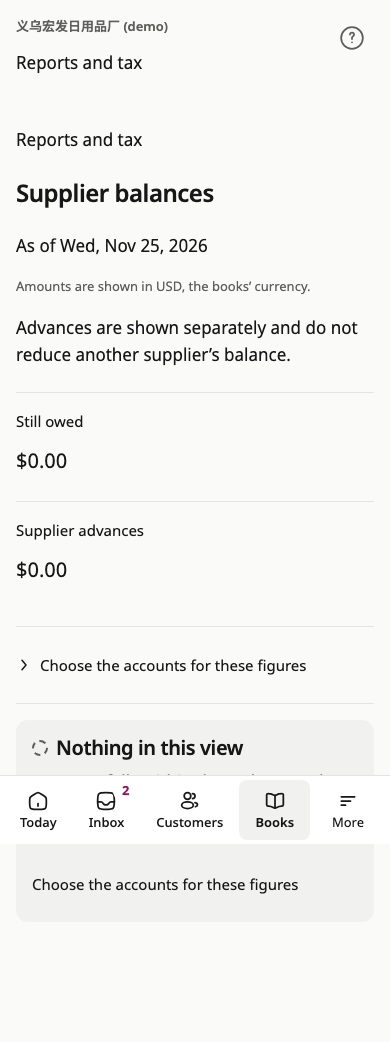 义乌宏发日用品厂 (demo)
Reports and tax
Reports and tax
Supplier balances
As of Wed, Nov 25, 2026
Amounts are shown in USD, the books’ currency.
Advances are shown separately and do not
reduce another supplier’s balance.
Still owed
$0.00
Supplier advances
$0.00
Choose the accounts for these figures
Nothing in this view
2
Today
Inbox
Customers
Books
More
Choose the accounts for these figures